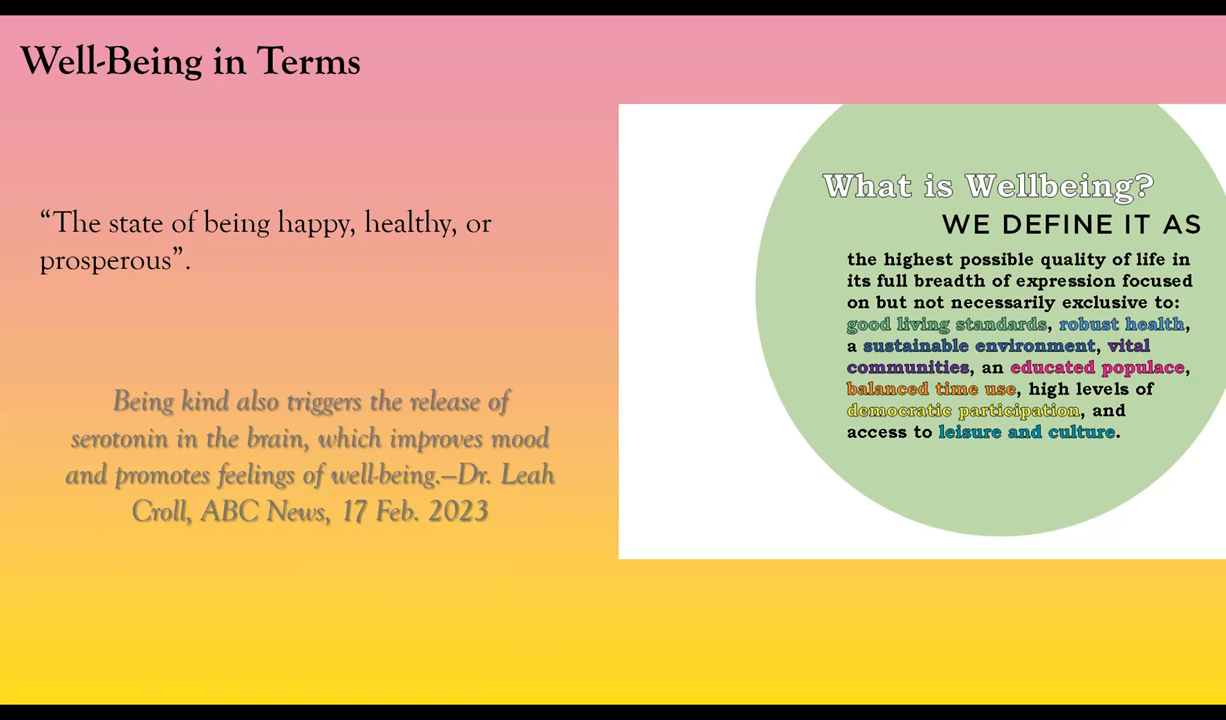 Well-Being in Terms
“The state of being happy, healthy, or
prosperous”.
Being kind also triggers the release of
serotonin in the brain, which improves mood
and promotes feelings of well-being.—Dr. Leah
Croll, ABC News, 17 Feb. 2023
What is Wellbeing?
WE DEFINE IT AS
the highest possible quality of life in
its full breadth of expression focused
on but not necessarily exclusive to:
good living standards, robust health,
a sustainable environment, vital
communities, an educated populace,
balanced time use, high levels of
democratic participation, and
access to leisure and culture.